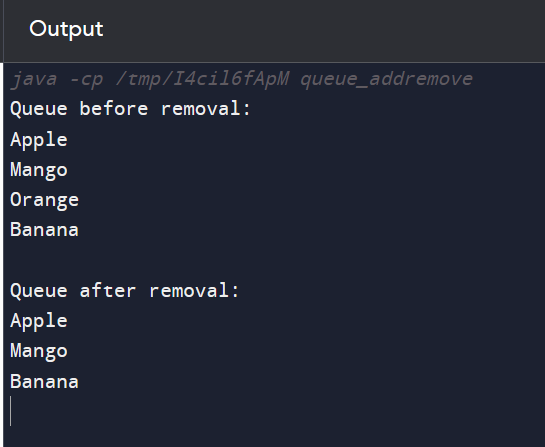 Output
java -cp /tmp/I4cil6fApM queue_addremove
Queue before removal:
Apple
Mango
Orange
Banana
Queue after removal:
Apple
Mango
Banana